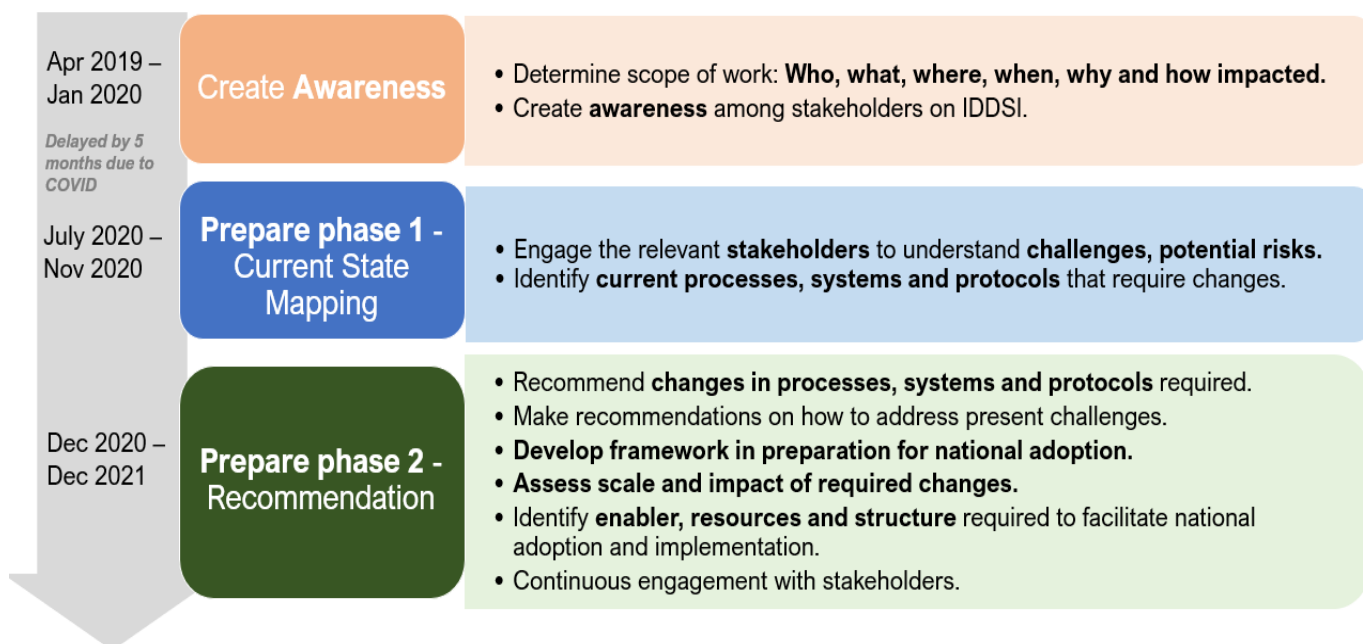 Apr 2019 –
Jan 2020
Delayed by 5
months due to
COVID
Create Awareness
• Determine scope of work: Who, what, where, when, why and how impacted.
• Create awareness among stakeholders on IDDSI.
July 2020 –
Nov 2020
Prepare phase 1 -
Current State
Mapping
• Engage the relevant stakeholders to understand challenges, potential risks.
• Identify current processes, systems and protocols that require changes.
Dec 2020 –
Dec 2021
Prepare phase 2 -
Recommendation
• Recommend changes in processes, systems and protocols required.
• Make recommendations on how to address present challenges.
• Develop framework in preparation for national adoption.
• Assess scale and impact of required changes.
• Identify enabler, resources and structure required to facilitate national
adoption and implementation.
• Continuous engagement with stakeholders.